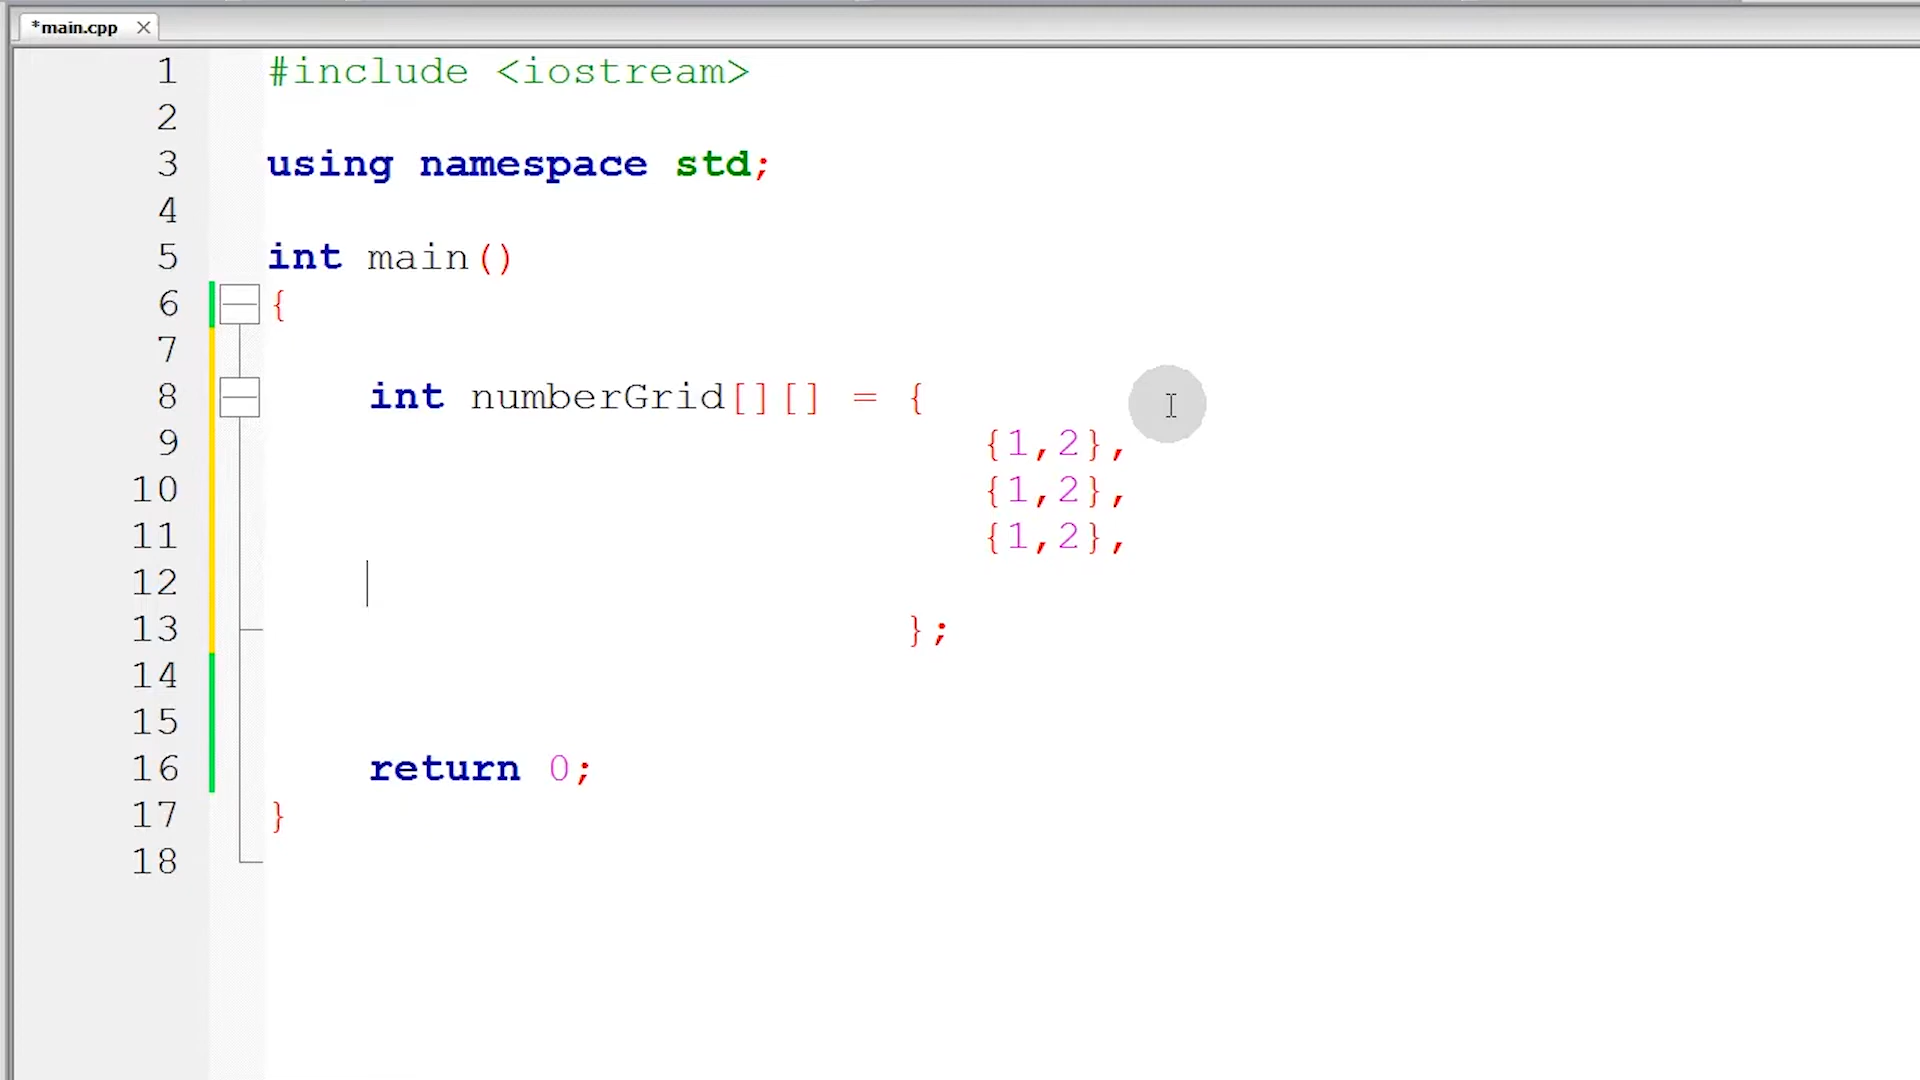 *main.cpp
1 #include <iostream>
2
3 using namespace std;
4
5 int main()
6 {
7
8 int numberGrid[][] = {
9 {1,2},
10 {1,2},
11 {1,2},
12
13 };
14
15
16 return 0;
17 }
18